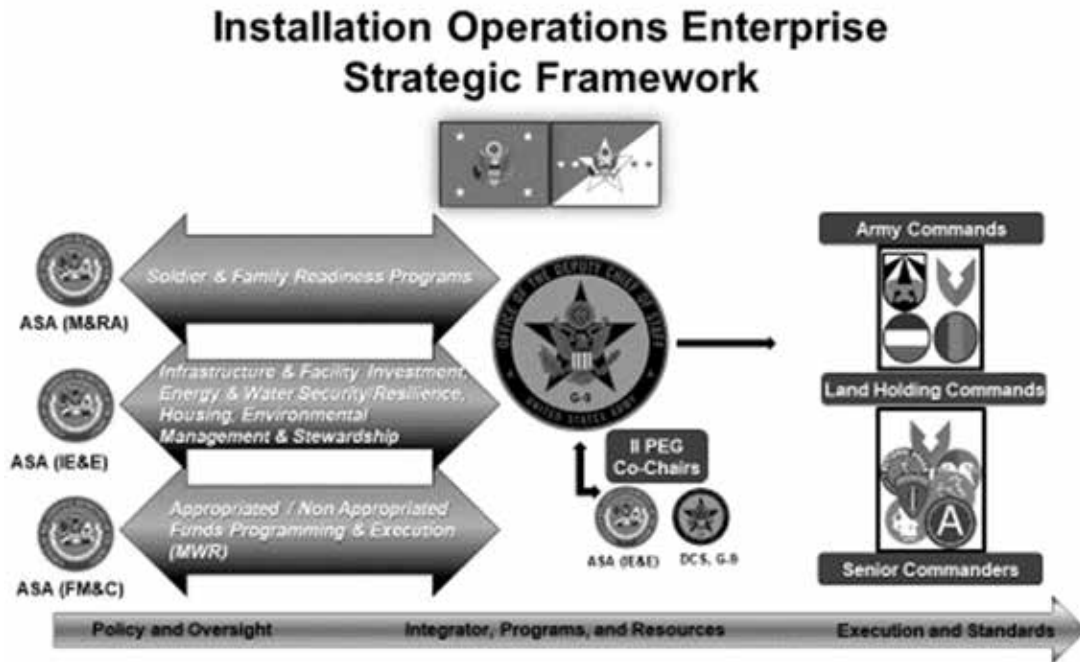 Installation Operations Enterprise
Strategic Framework
Soldier & Family Readiness Programs
ASA (M&RA)
Infrastructure & Facility Investment,
Energy & Water Security/Resilience,
Housing, Environmental
Management & Stewardship
ASA (IE&E)
Appropriated / Non Appropriated
Funds Programming & Execution
(MWR)
ASA (FM&C)
OFFICE OF THE DEPUTY CHIEF OF STAFF
G-9
UNITED STATES ARMY
II PEG
Co-Chairs
ASA (IE&E)
DCS, G.9
Army Commands
Land Holding Commands
A
Senior Commanders
Policy and Oversight
Integrator, Programs, and Resources
Execution and Standards